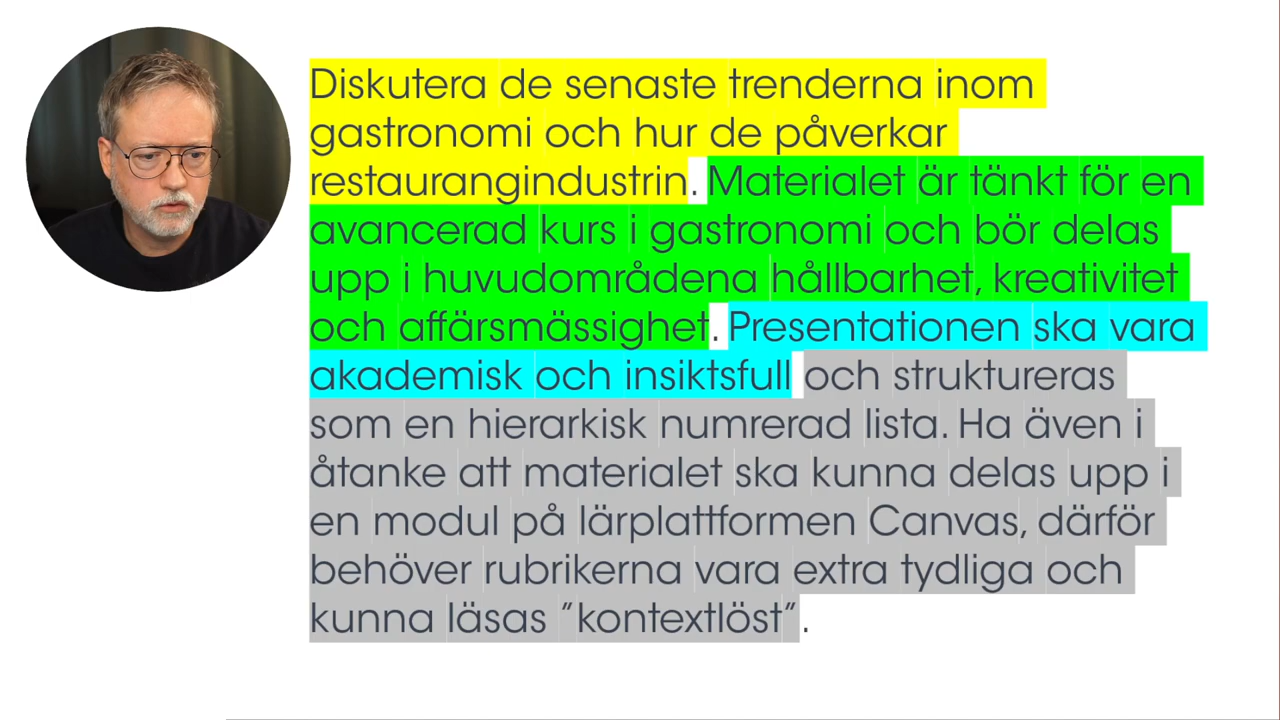 Diskutera de senaste trenderna inom
gastronomi och hur de påverkar
restaurangindustrin. Materialet är tänkt för en
avancerad kurs i gastronomi och bör delas
upp i huvudområdena hållbarhet, kreativitet
och affärsmässighet. Presentationen ska vara
akademisk och insiktsfull och struktureras
som en hierarkisk numrerad lista. Ha även i
åtanke att materialet ska kunna delas upp i
en modul på lärplattformen Canvas, därför
behöver rubrikerna vara extra tydliga och
kunna läsas ”kontextlöst”.